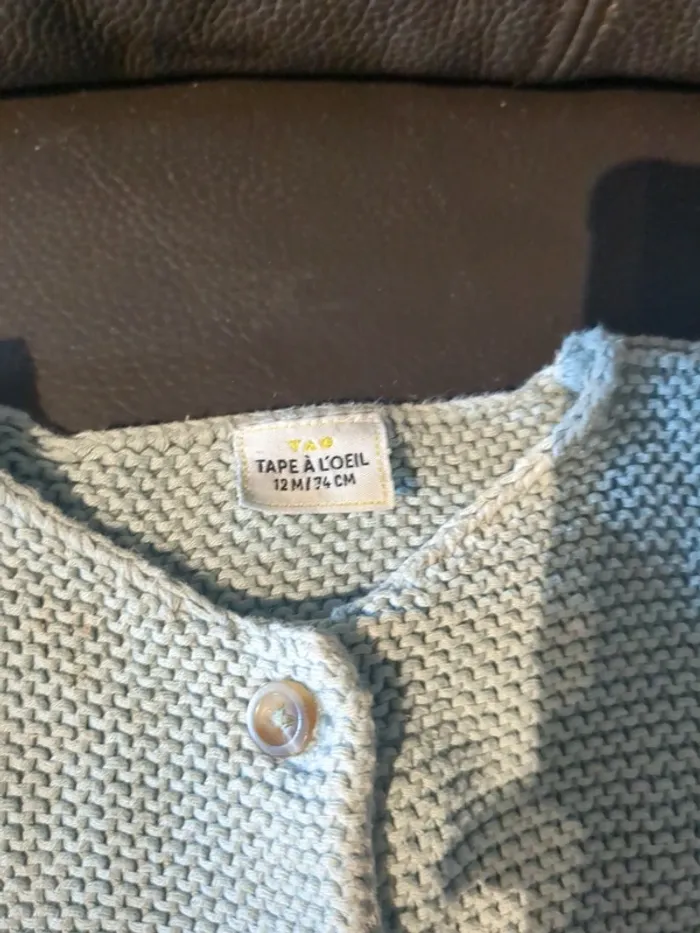 TAO
TAPE À L'OEIL
12 M / 74 CM